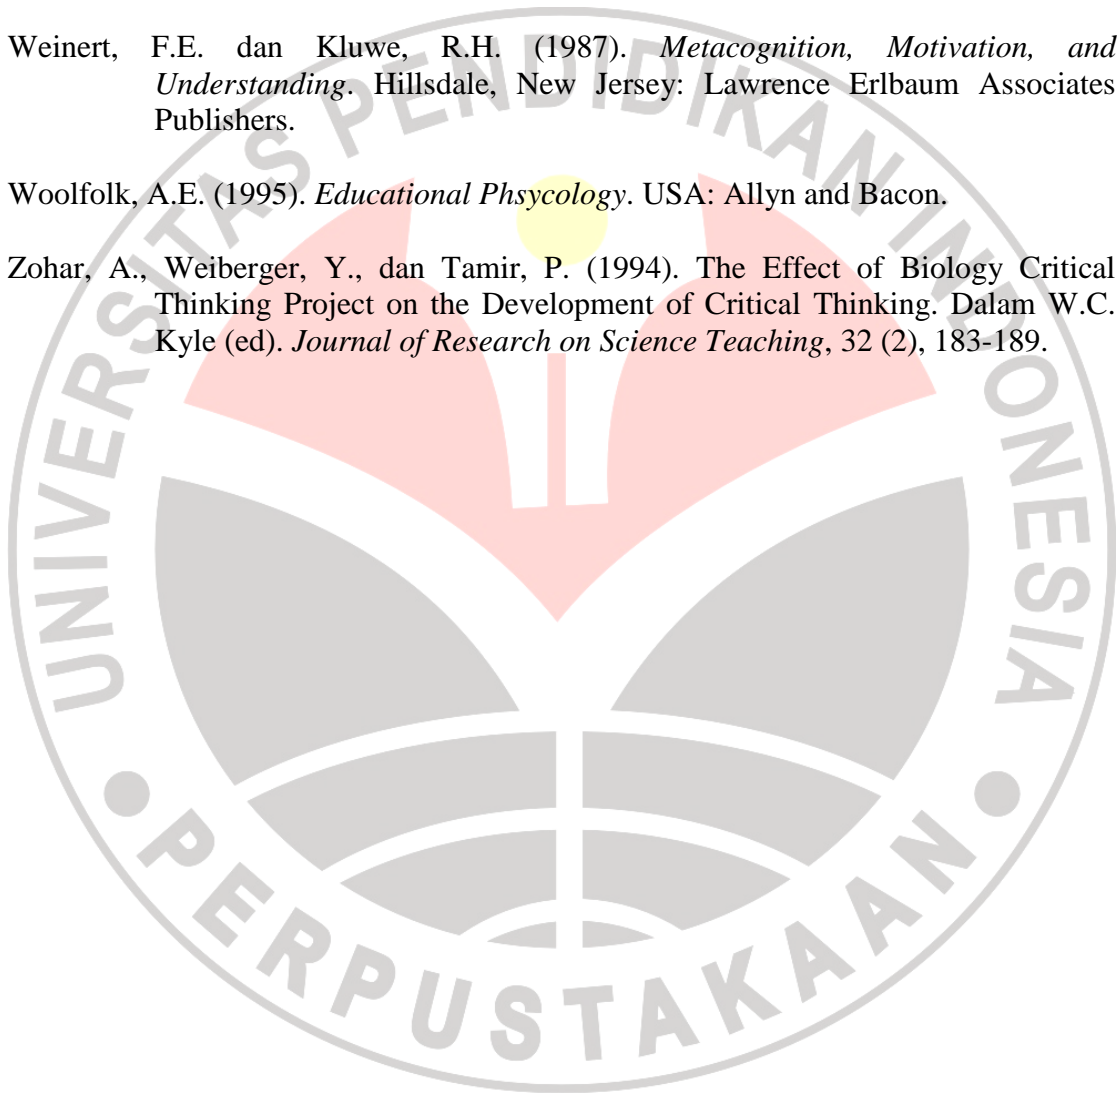 Weinert, F.E. dan Kluwe, R.H. (1987). Metacognition, Motivation, and
Understanding. Hillsdale, New Jersey: Lawrence Erlbaum Associates
Publishers.
Woolfolk, A.E. (1995). Educational Phsycology. USA: Allyn and Bacon.
Zohar, A., Weiberger, Y., dan Tamir, P. (1994). The Effect of Biology Critical
Thinking Project on the Development of Critical Thinking. Dalam W.C.
Kyle (ed). Journal of Research on Science Teaching, 32 (2), 183-189.
UNIVERSITAS PENDIDIKAN INDONESIA
PERPUSTAKAAN